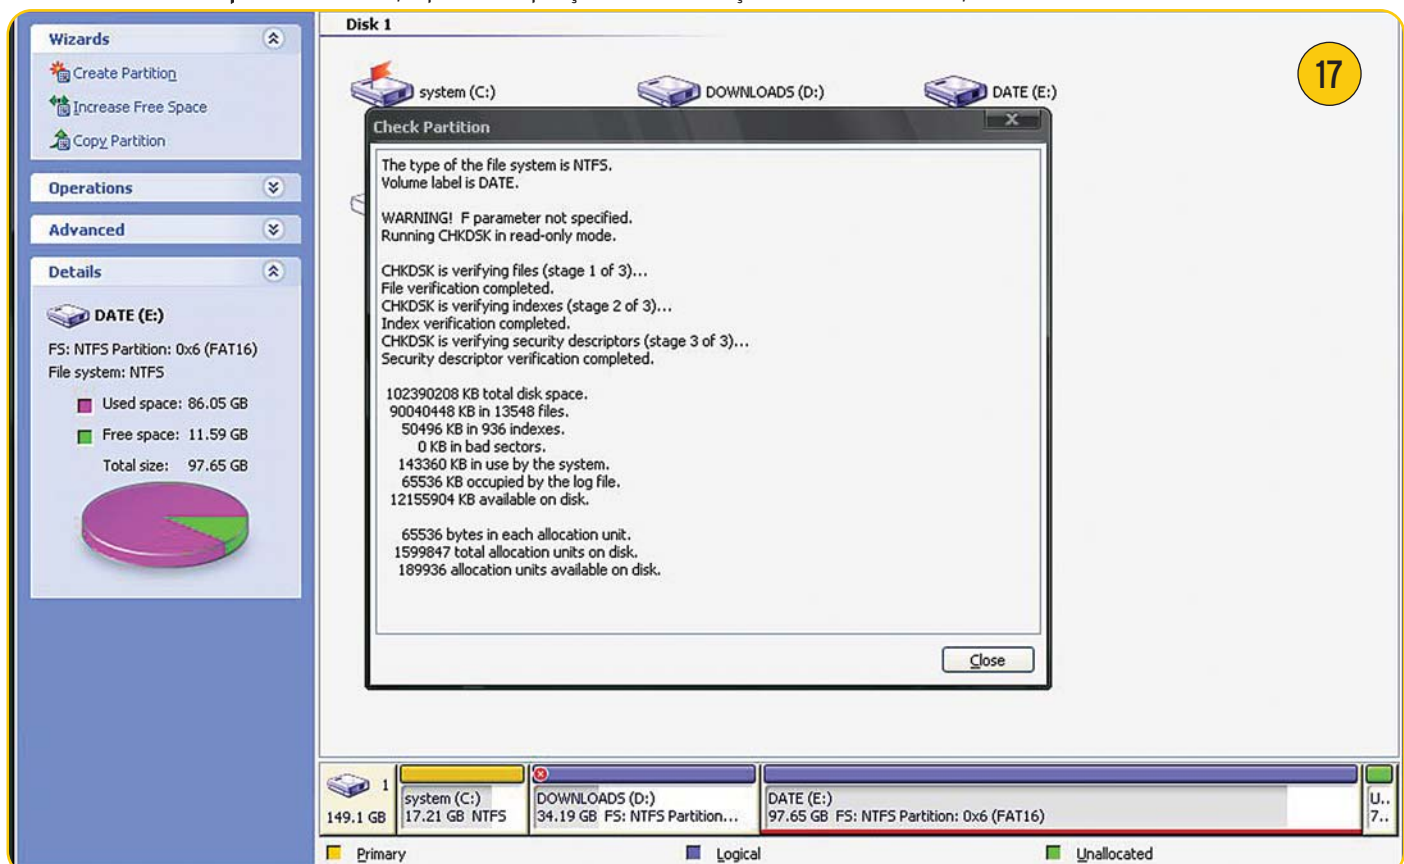 Disk 1
17
Wizards
Create Partition
Increase Free Space
Copy Partition
Operations
Advanced
Details
DATE (E:)
FS: NTFS Partition: 0x6 (FAT16)
File system: NTFS
Used space: 86.05 GB
Free space: 11.59 GB
Total size: 97.65 GB
system (C:)
DOWNLOADS (D:)
DATE (E:)
Check Partition
The type of the file system is NTFS.
Volume label is DATE.
WARNING! F parameter not specified.
Running CHKDSK in read-only mode.
CHKDSK is verifying files (stage 1 of 3)...
File verification completed.
CHKDSK is verifying indexes (stage 2 of 3)...
Index verification completed.
CHKDSK is verifying security descriptors (stage 3 of 3)...
Security descriptor verification completed.
102390208 KB total disk space.
90040448 KB in 13548 files.
50496 KB in 936 indexes.
0 KB in bad sectors.
143360 KB in use by the system.
65536 KB occupied by the log file.
12155904 KB available on disk.
65536 bytes in each allocation unit.
1599847 total allocation units on disk.
189936 allocation units available on disk.
Close
1
149.1 GB
system (C:)
17.21 GB NTFS
DOWNLOADS (D:)
34.19 GB FS: NTFS Partition...
DATE (E:)
97.65 GB FS: NTFS Partition: 0x6 (FAT16)
U..
7..
Primary
Logical
Unallocated